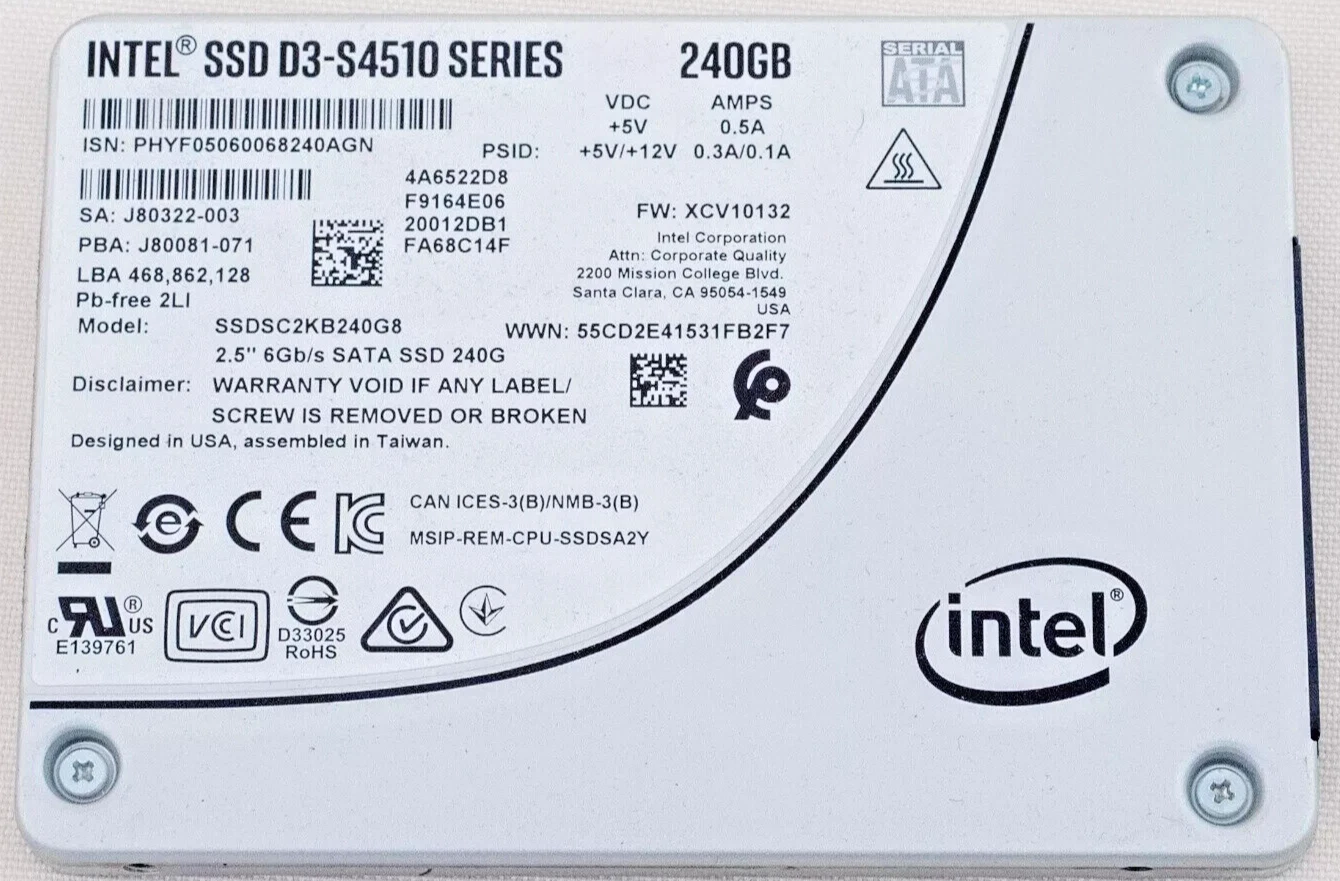 INTEL® SSD D3-S4510 SERIES 240GB
SERIAL
ATA
VDC AMPS
+5V 0.5A
PSID: +5V/+12V 0.3A/0.1A
ISN: PHYF05060068240AGN
4A6522D8
F9164E06
20012DB1
FA68C14F
SA: J80322-003
PBA: J80081-071
LBA 468,862,128
Pb-free 2LI
FW: XCV10132
Intel Corporation
Attn: Corporate Quality
2200 Mission College Blvd.
Santa Clara, CA 95054-1549
USA
Model: SSDSC2KB240G8
WWN: 55CD2E41531FB2F7
2.5" 6Gb/s SATA SSD 240G
Disclaimer: WARRANTY VOID IF ANY LABEL/
SCREW IS REMOVED OR BROKEN
Designed in USA, assembled in Taiwan.
e CE KC CAN ICES-3(B)/NMB-3(B)
MSIP-REM-CPU-SSDSA2Y
C RU® US
E139761
VCI
D33025
RoHS
intel®